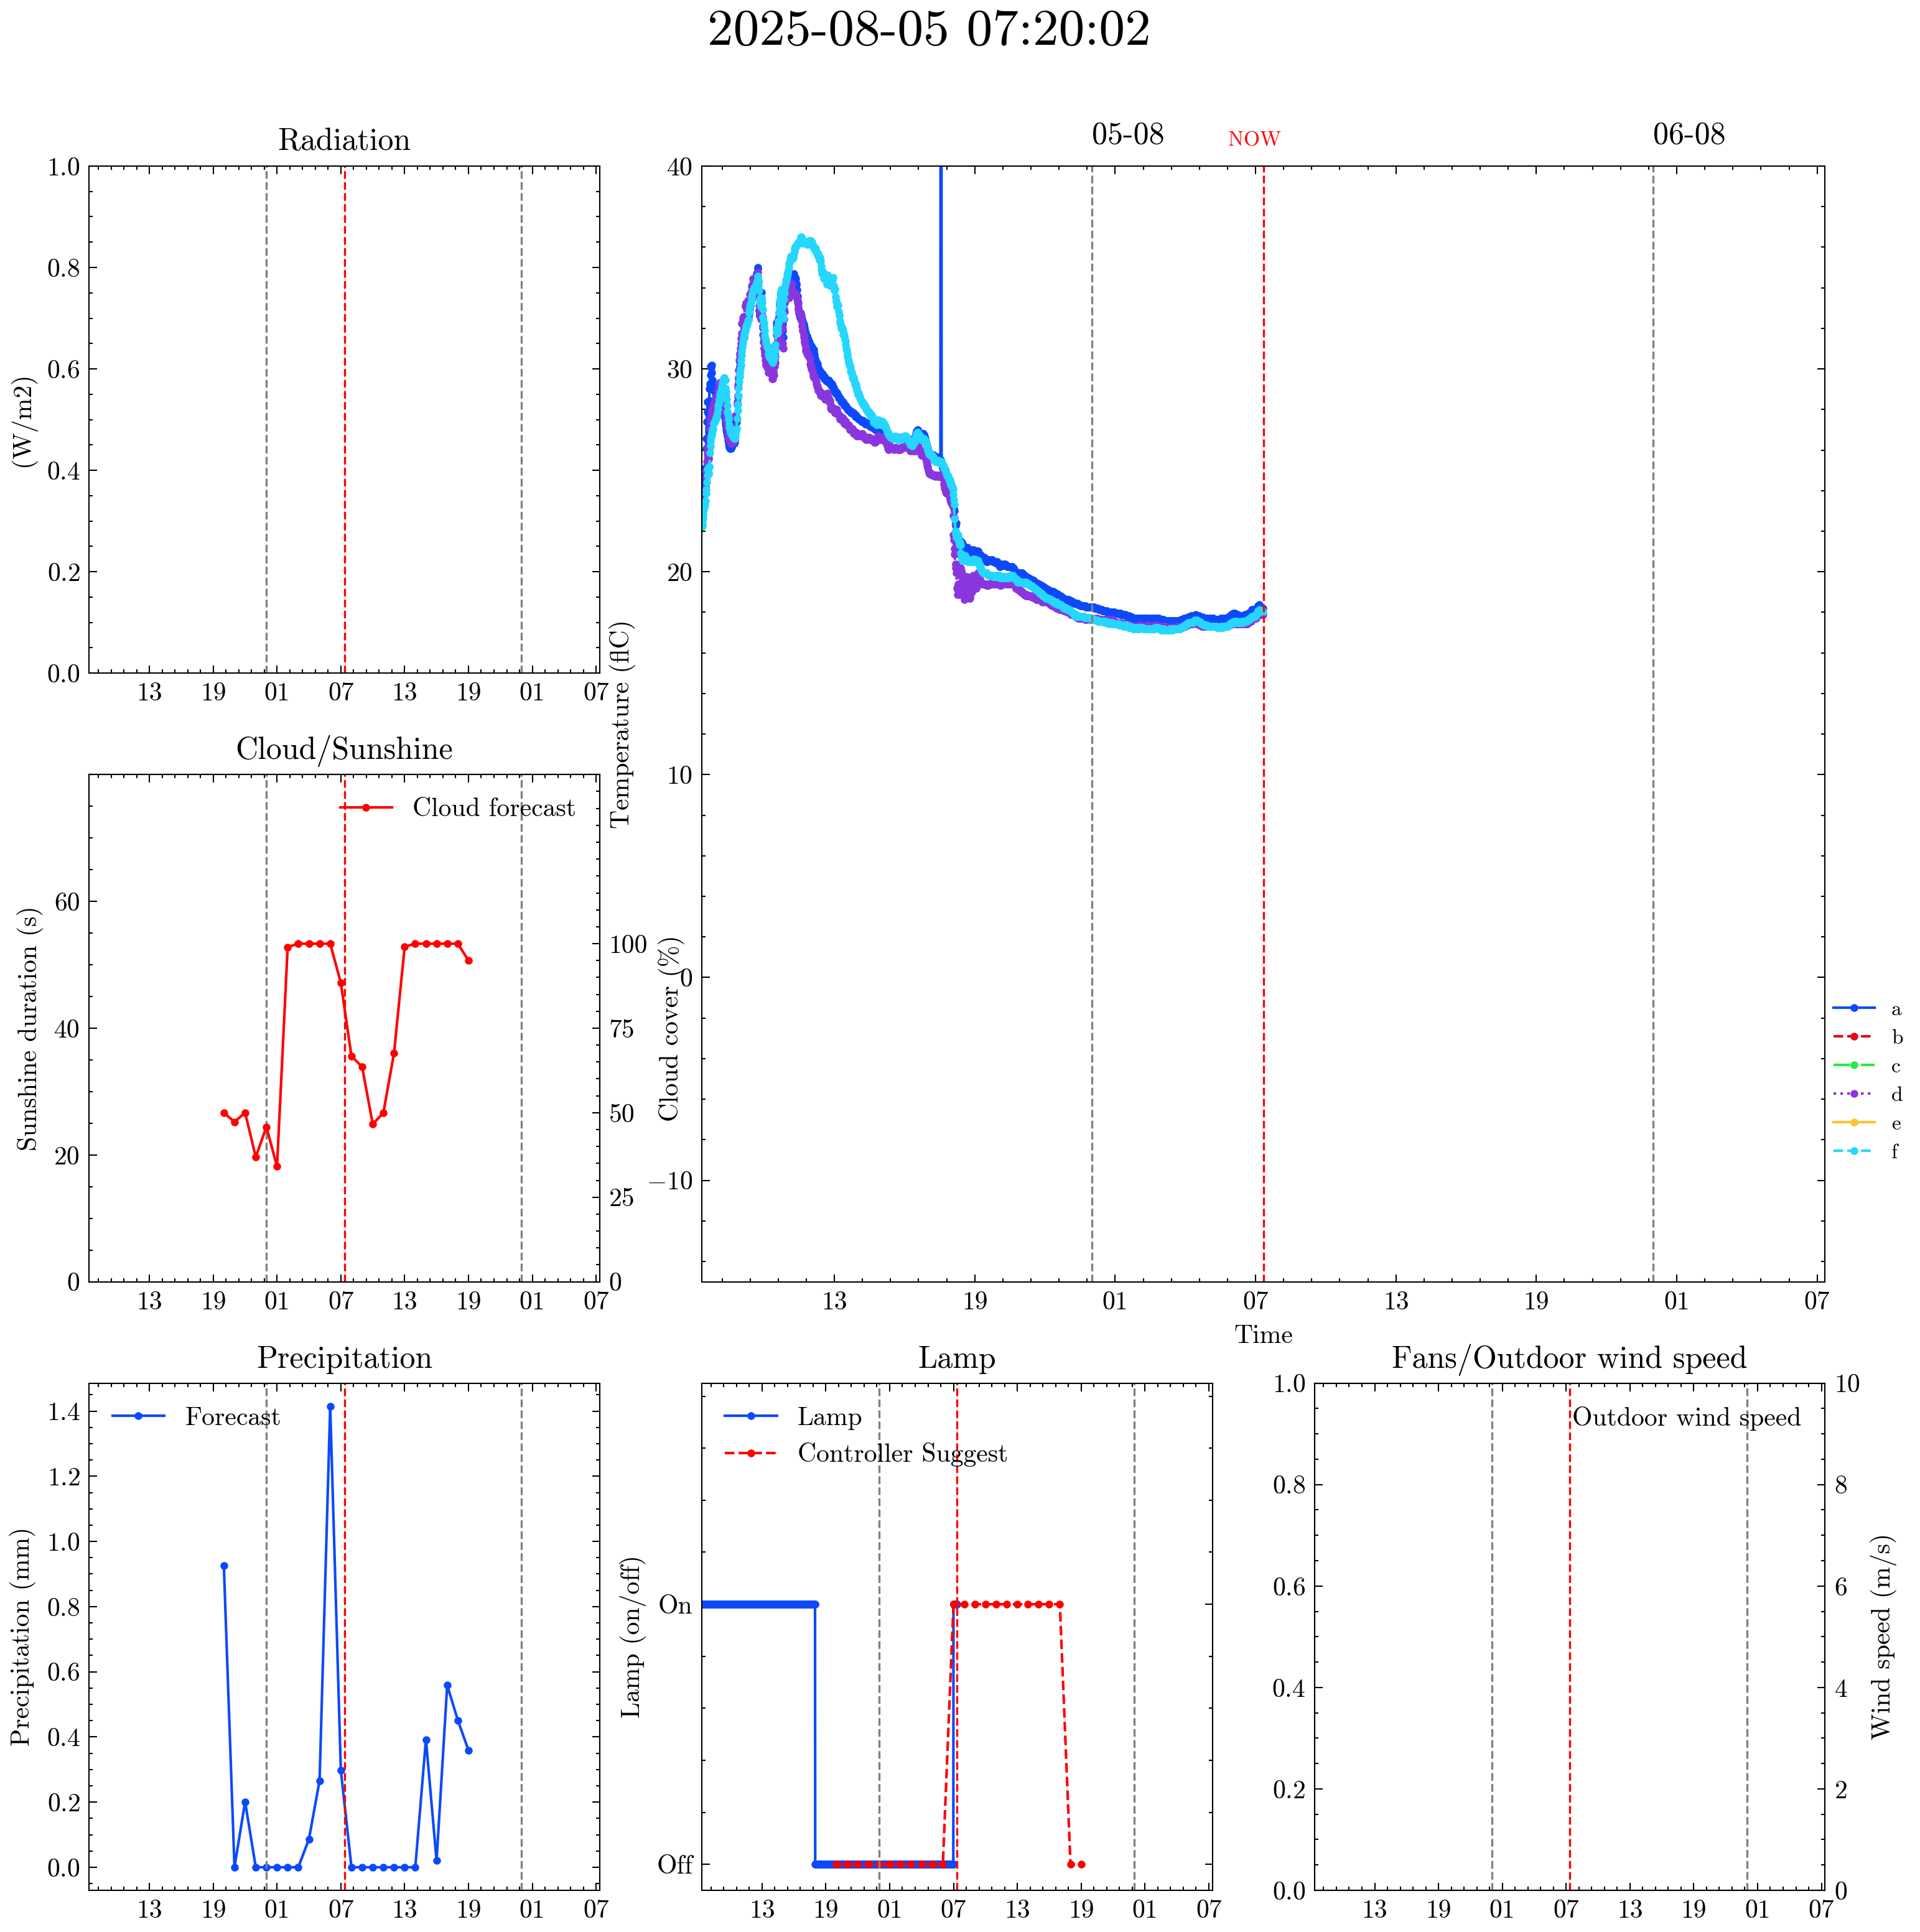 2025-08-05 07:20:02
Radiation
(W/m2)
1.0
0.8
0.6
0.4
0.2
0.0
13 19 01 07 13 19 01 07
05-08 NOW 06-08
Temperature (flC)
40
30
20
10
0
−10
13 19 01 07 13 19 01 07
Time
a
b
c
d
e
f
Cloud/Sunshine
Cloud forecast
Sunshine duration (s)
60
40
20
0
Cloud cover (%)
100
75
50
25
0
13 19 01 07 13 19 01 07
Precipitation
Forecast
Precipitation (mm)
1.4
1.2
1.0
0.8
0.6
0.4
0.2
0.0
13 19 01 07 13 19 01 07
Lamp
Lamp
Controller Suggest
Lamp (on/off)
On
Off
13 19 01 07 13 19 01 07
Fans/Outdoor wind speed
Outdoor wind speed
1.0
0.8
0.6
0.4
0.2
0.0
10
8
6
4
2
0
Wind speed (m/s)
13 19 01 07 13 19 01 07